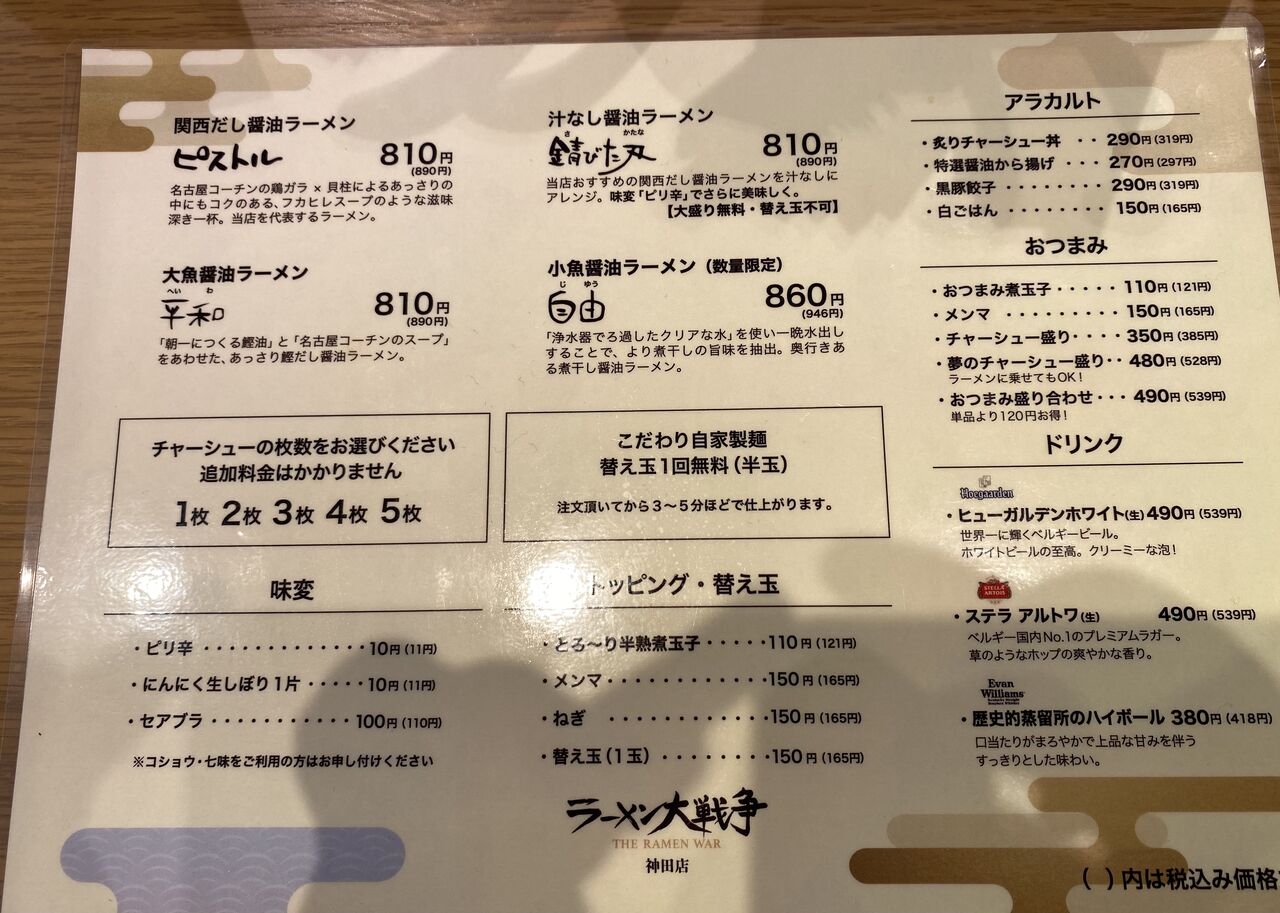 関西だし醤油ラーメン
ピストル 810円
(890円)
名古屋コーチンの鶏ガラ × 貝柱によるあっさりの
中にもコクのある、フカヒレスープのような滋味
深き一杯。当店を代表するラーメン。
汁なし醤油ラーメン
さ かたな
錆びた刃 810円
(890円)
当店おすすめの関西だし醤油ラーメンを汁なしに
アレンジ。味変「ピリ辛」でさらに美味しく。
【大盛り無料・替え玉不可】
大魚醤油ラーメン
へい わ
平和 810円
(890円)
「朝一につくる鰹油」と「名古屋コーチンのスープ」
をあわせた、あっさり鰹だし醤油ラーメン。
小魚醤油ラーメン（数量限定）
じ ゆう
自由 860円
(946円)
「浄水器でろ過したクリアな水」を使い一晩水出し
することで、より煮干しの旨味を抽出。奥行きあ
る煮干し醤油ラーメン。
チャーシューの枚数をお選びください
追加料金はかかりません
1枚 2枚 3枚 4枚 5枚
こだわり自家製麺
替え玉1回無料（半玉）
注文頂いてから3〜5分ほどで仕上がります。
味変
・ピリ辛 ・・・・・・・・・・・・・10円 (11円)
・にんにく生しぼり1片 ・・・・・10円 (11円)
・セアブラ ・・・・・・・・・・・100円 (110円)
※コショウ・七味をご利用の方はお申し付けください
トッピング・替え玉
・とろ〜り半熟煮玉子・・・・・110円 (121円)
・メンマ・・・・・・・・・・・・・150円 (165円)
・ねぎ ・・・・・・・・・・・・・150円 (165円)
・替え玉（1玉）・・・・・・・・150円 (165円)
ラーメン大戦争
THE RAMEN WAR
神田店
アラカルト
・炙りチャーシュー丼 ・・ 290円 (319円)
・特選醤油から揚げ ・・・ 270円 (297円)
・黒豚餃子 ・・・・・・・・ 290円 (319円)
・白ごはん ・・・・・・・・ 150円 (165円)
おつまみ
・おつまみ煮玉子・・・・・ 110円 (121円)
・メンマ ・・・・・・・・・ 150円 (165円)
・チャーシュー盛り・・・・ 350円 (385円)
・夢のチャーシュー盛り・・ 480円 (528円)
ラーメンに乗せてもOK！
・おつまみ盛り合わせ・・・ 490円 (539円)
単品より120円お得！
ドリンク
Hoegaarden
・ヒューガルデンホワイト(生) 490円 (539円)
世界一に輝くベルギービール。
ホワイトビールの至高。クリーミーな泡！
STELLA
ARTOIS
・ステラ アルトワ(生) 490円 (539円)
ベルギー国内No.1のプレミアムラガー。
草のようなホップの爽やかな香り。
Evan
Williams
・歴史的蒸留所のハイボール 380円 (418円)
口当たりがまろやかで上品な甘みを伴う
すっきりとした味わい。
（ ）内は税込み価格